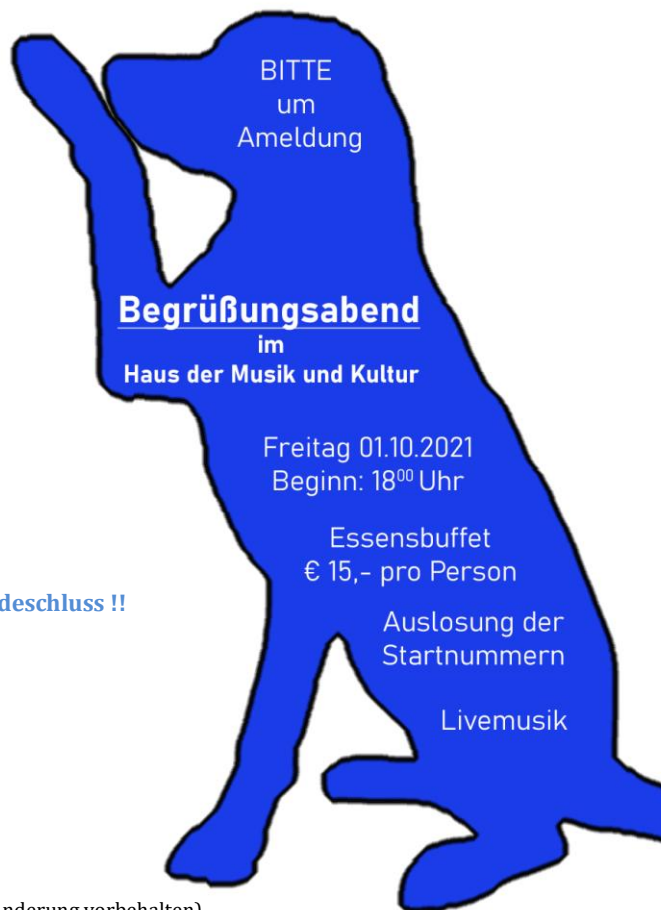 BITTE
um
Ameldung
Begrüßungsabend
im
Haus der Musik und Kultur
Freitag 01.10.2021
Beginn: 18⁰⁰ Uhr
Essensbuffet
€ 15,- pro Person
deschluss !!
Auslosung der
Startnummern
Livemusik
nderung vorbehalten)